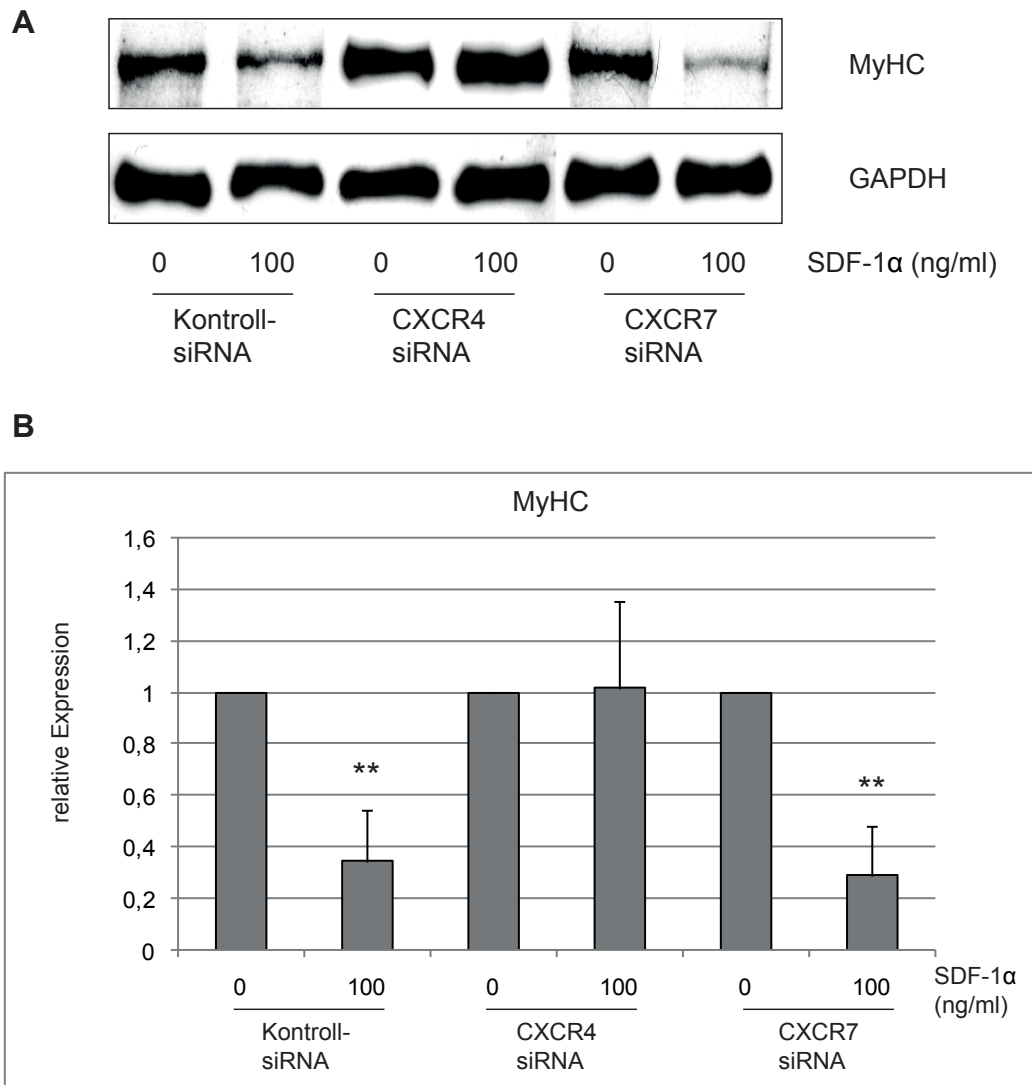 A
MyHC
GAPDH
0 100 0 100 0 100 SDF-1α (ng/ml)
Kontroll- CXCR4 CXCR7
siRNA siRNA siRNA
B
MyHC
1,6
1,4
1,2
1
0,8
0,6
0,4
0,2
0
relative Expression
**
**
0 100 0 100 0 100 SDF-1α
(ng/ml)
Kontroll- CXCR4 CXCR7
siRNA siRNA siRNA